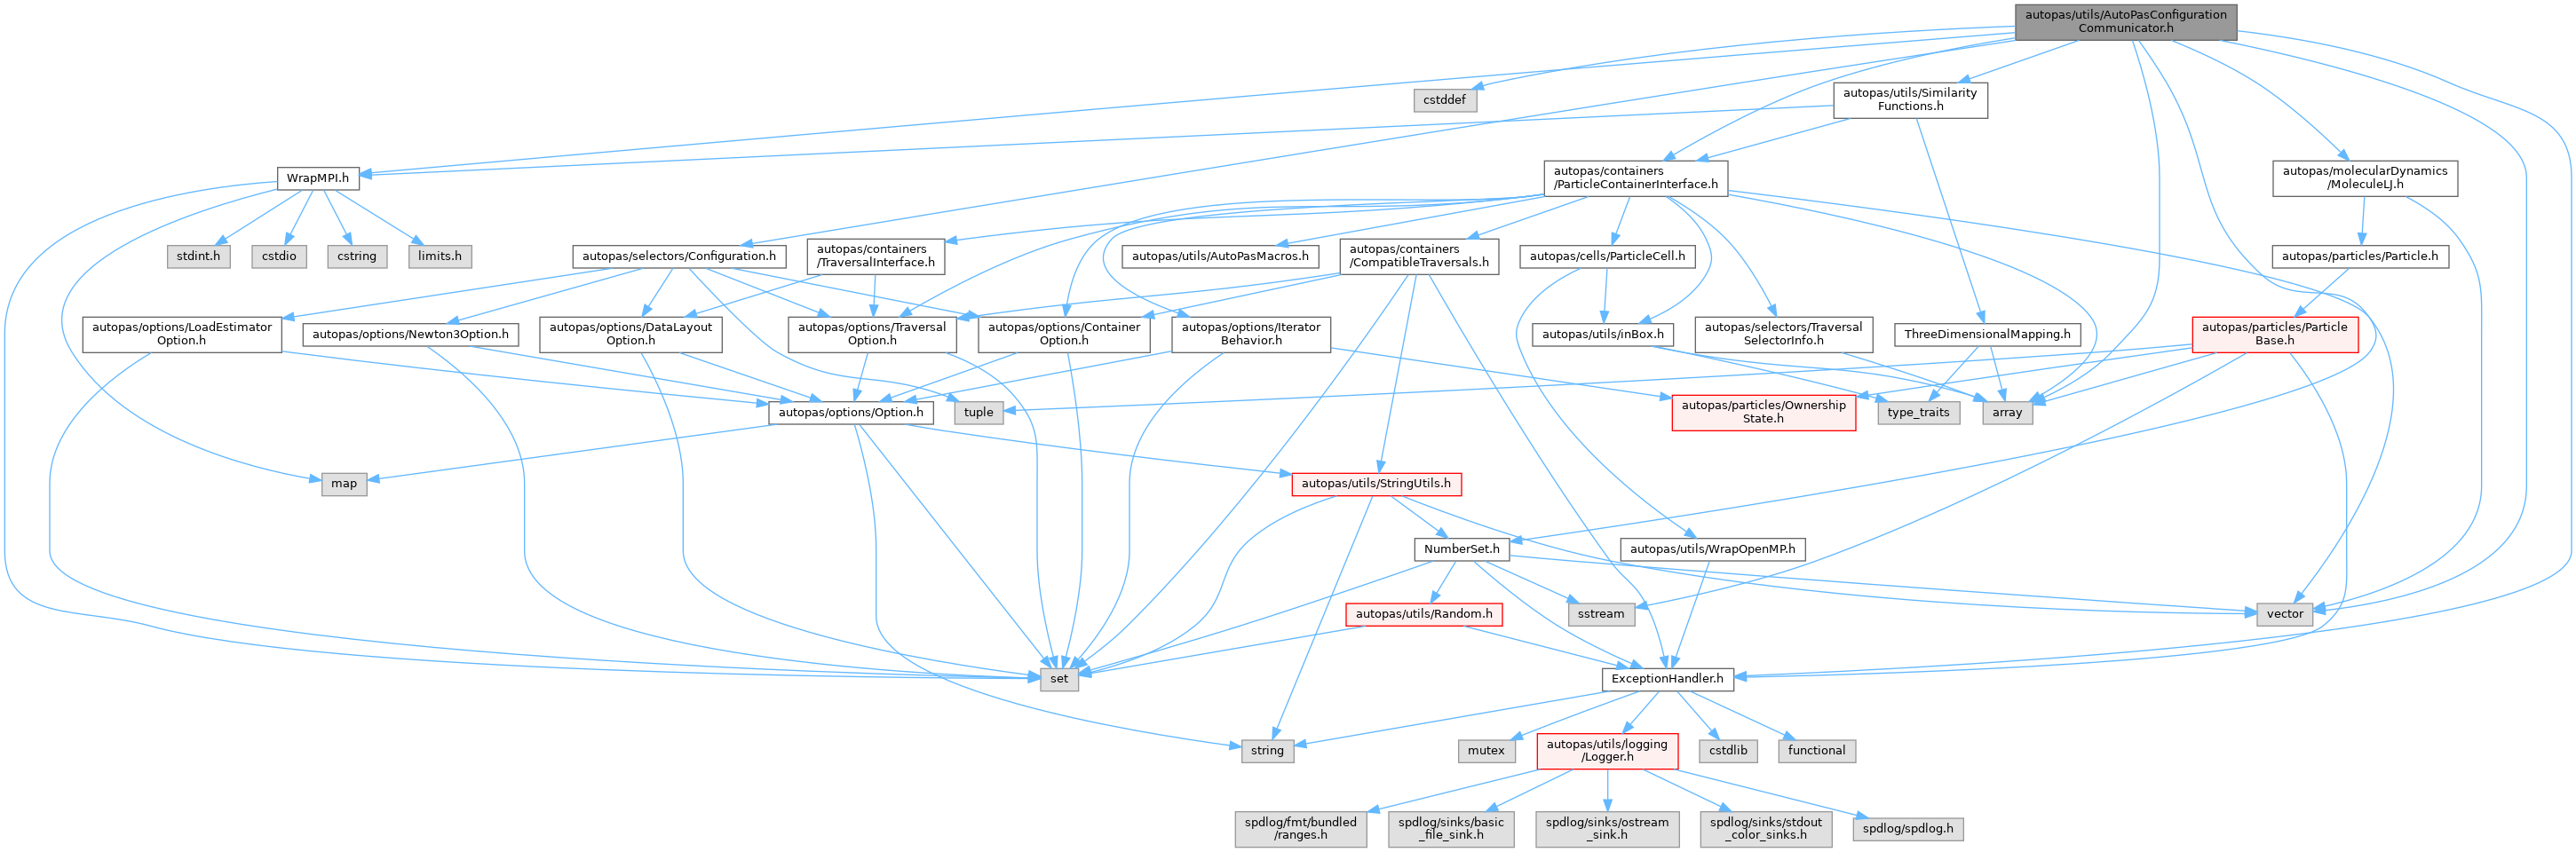 autopas/utils/AutoPasConfiguration
Communicator.h
cstddef
autopas/utils/Similarity
Functions.h
WrapMPI.h
autopas/containers
/ParticleContainerInterface.h
autopas/molecularDynamics
/MoleculeLJ.h
stdint.h
cstdio
cstring
limits.h
autopas/selectors/Configuration.h
autopas/containers
/TraversalInterface.h
autopas/utils/AutoPasMacros.h
autopas/containers
/CompatibleTraversals.h
autopas/cells/ParticleCell.h
autopas/particles/Particle.h
autopas/options/LoadEstimator
Option.h
autopas/options/Newton3Option.h
autopas/options/DataLayout
Option.h
autopas/options/Traversal
Option.h
autopas/options/Container
Option.h
autopas/options/Iterator
Behavior.h
autopas/utils/inBox.h
autopas/selectors/Traversal
SelectorInfo.h
ThreeDimensionalMapping.h
autopas/particles/Particle
Base.h
autopas/options/Option.h
tuple
autopas/particles/Ownership
State.h
type_traits
array
map
autopas/utils/StringUtils.h
NumberSet.h
autopas/utils/WrapOpenMP.h
autopas/utils/Random.h
sstream
vector
set
ExceptionHandler.h
string
mutex
autopas/utils/logging
/Logger.h
cstdlib
functional
spdlog/fmt/bundled
/ranges.h
spdlog/sinks/basic
_file_sink.h
spdlog/sinks/ostream
_sink.h
spdlog/sinks/stdout
_color_sinks.h
spdlog/spdlog.h